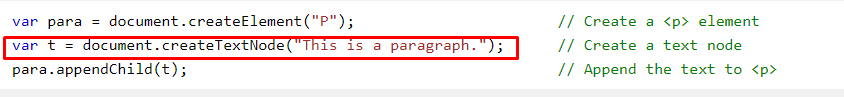 var para = document.createElement("P"); // Create a <p> element
var t = document.createTextNode("This is a paragraph."); // Create a text node
para.appendChild(t); // Append the text to <p>